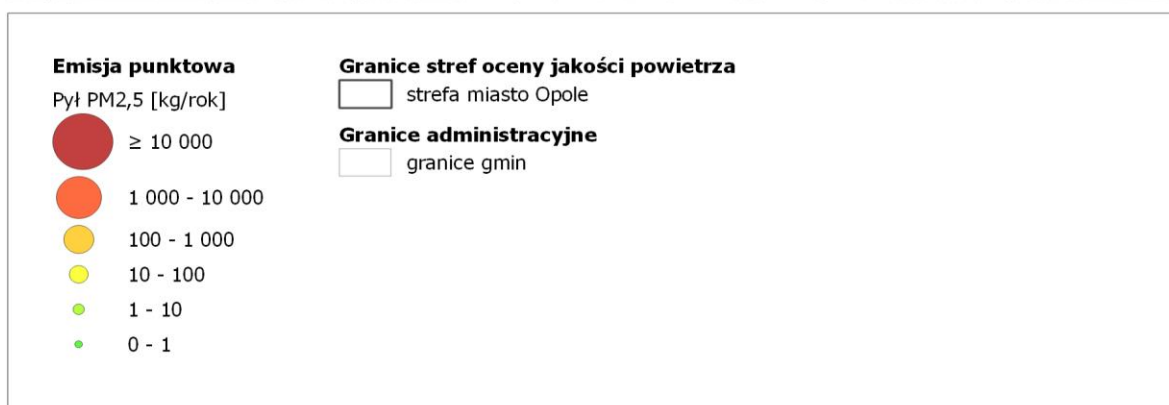 Emisja punktowa
Pył PM2,5 [kg/rok]
≥ 10 000
1 000 - 10 000
100 - 1 000
10 - 100
1 - 10
0 - 1
Granice stref oceny jakości powietrza
strefa miasto Opole
Granice administracyjne
granice gmin